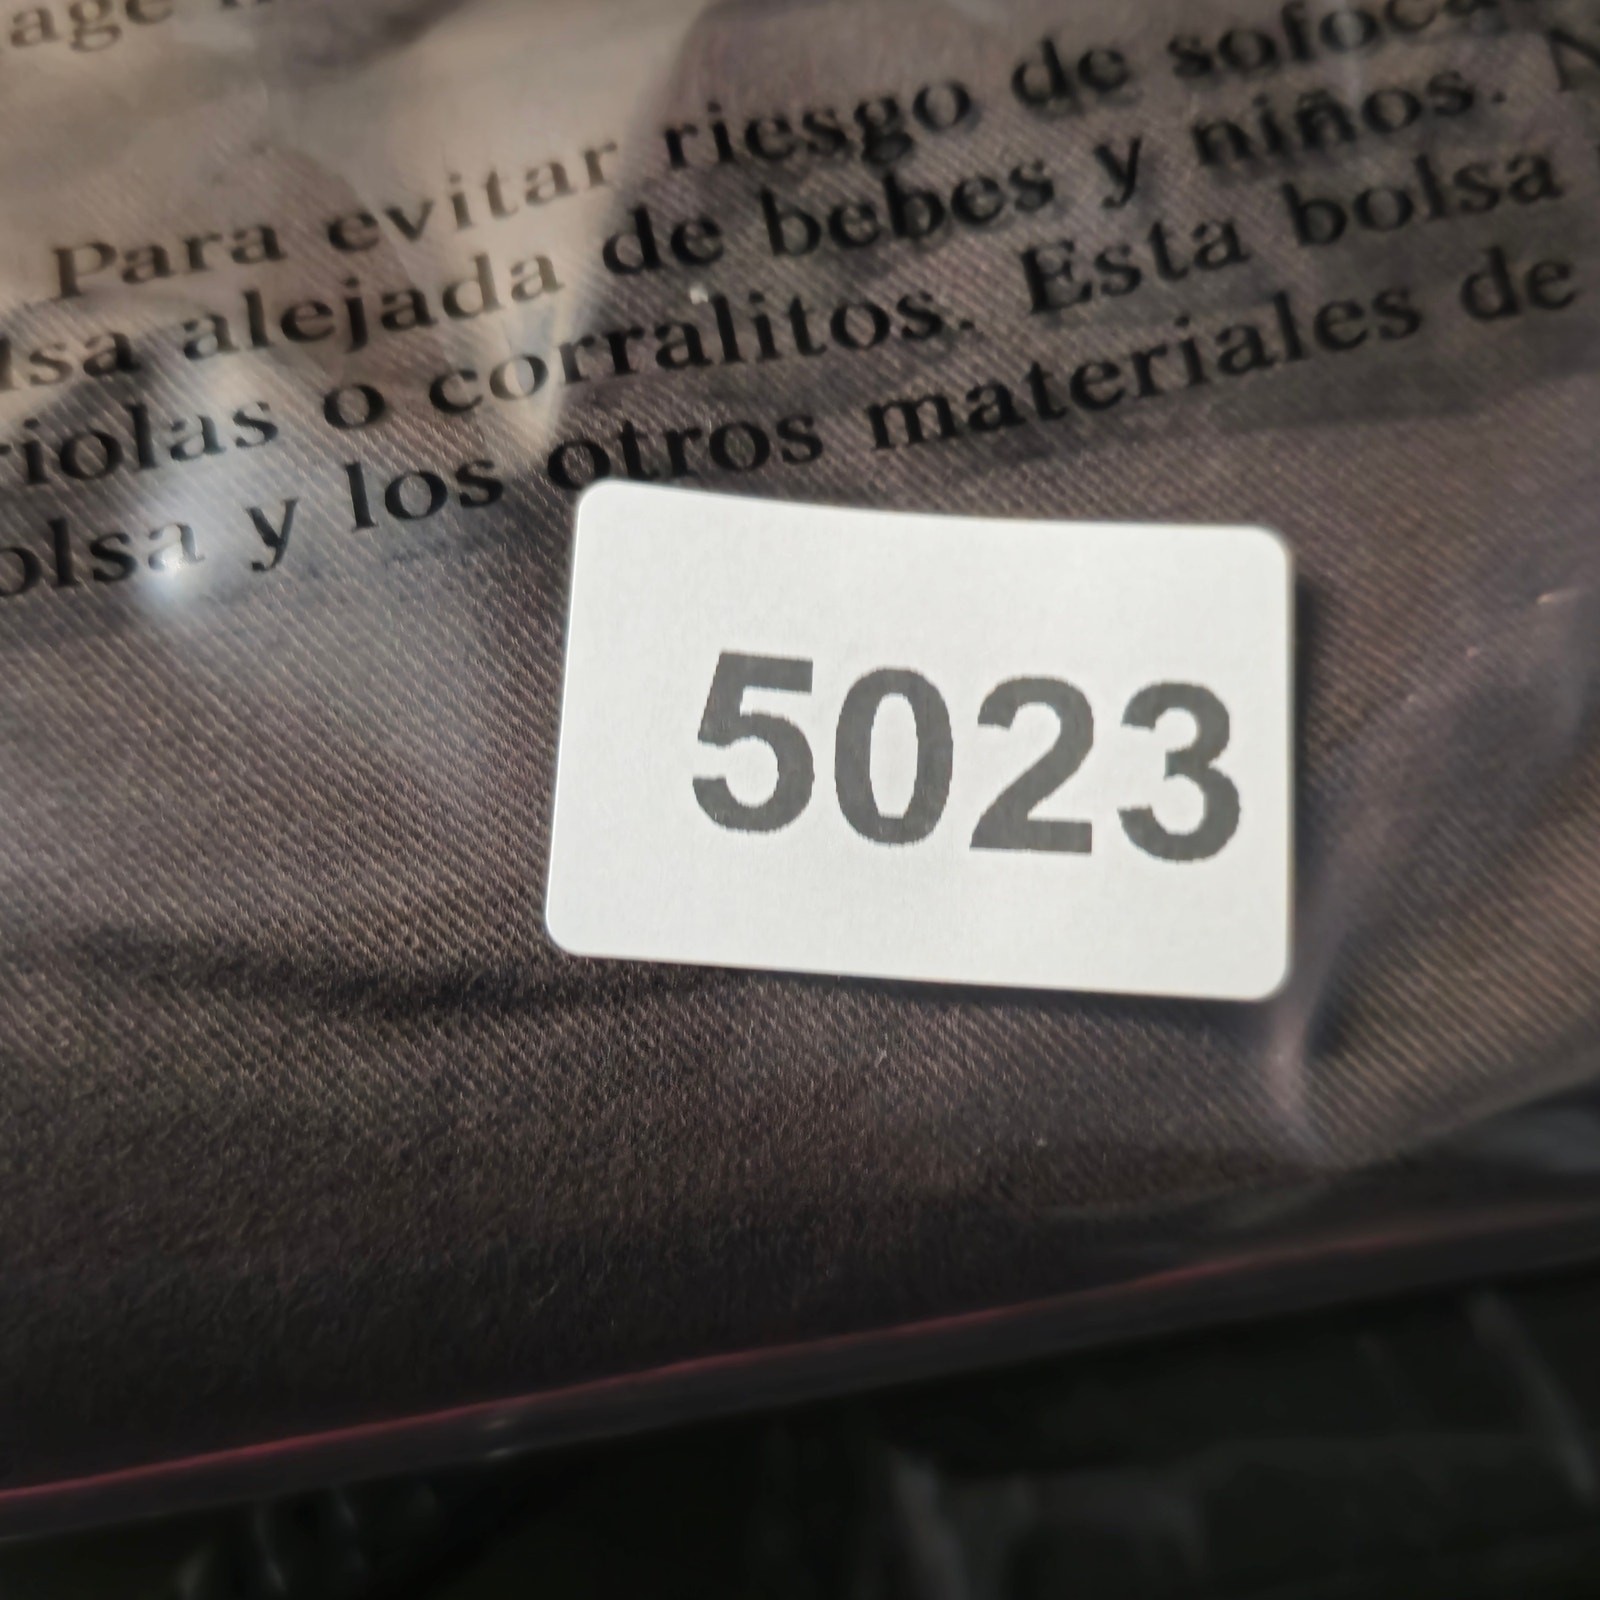 age
Para evitar riesgo de sofoca
lsa alejada de bebes y niños. N
riolas o corralitos. Esta bolsa
olsa y los otros materiales de
5023